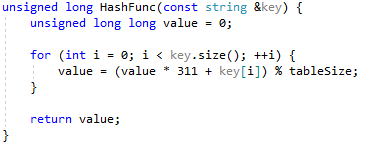 unsigned long HashFunc(const string &key) {
    unsigned long long value = 0;

    for (int i = 0; i < key.size(); ++i) {
        value = (value * 311 + key[i]) % tableSize;
    }

    return value;
}